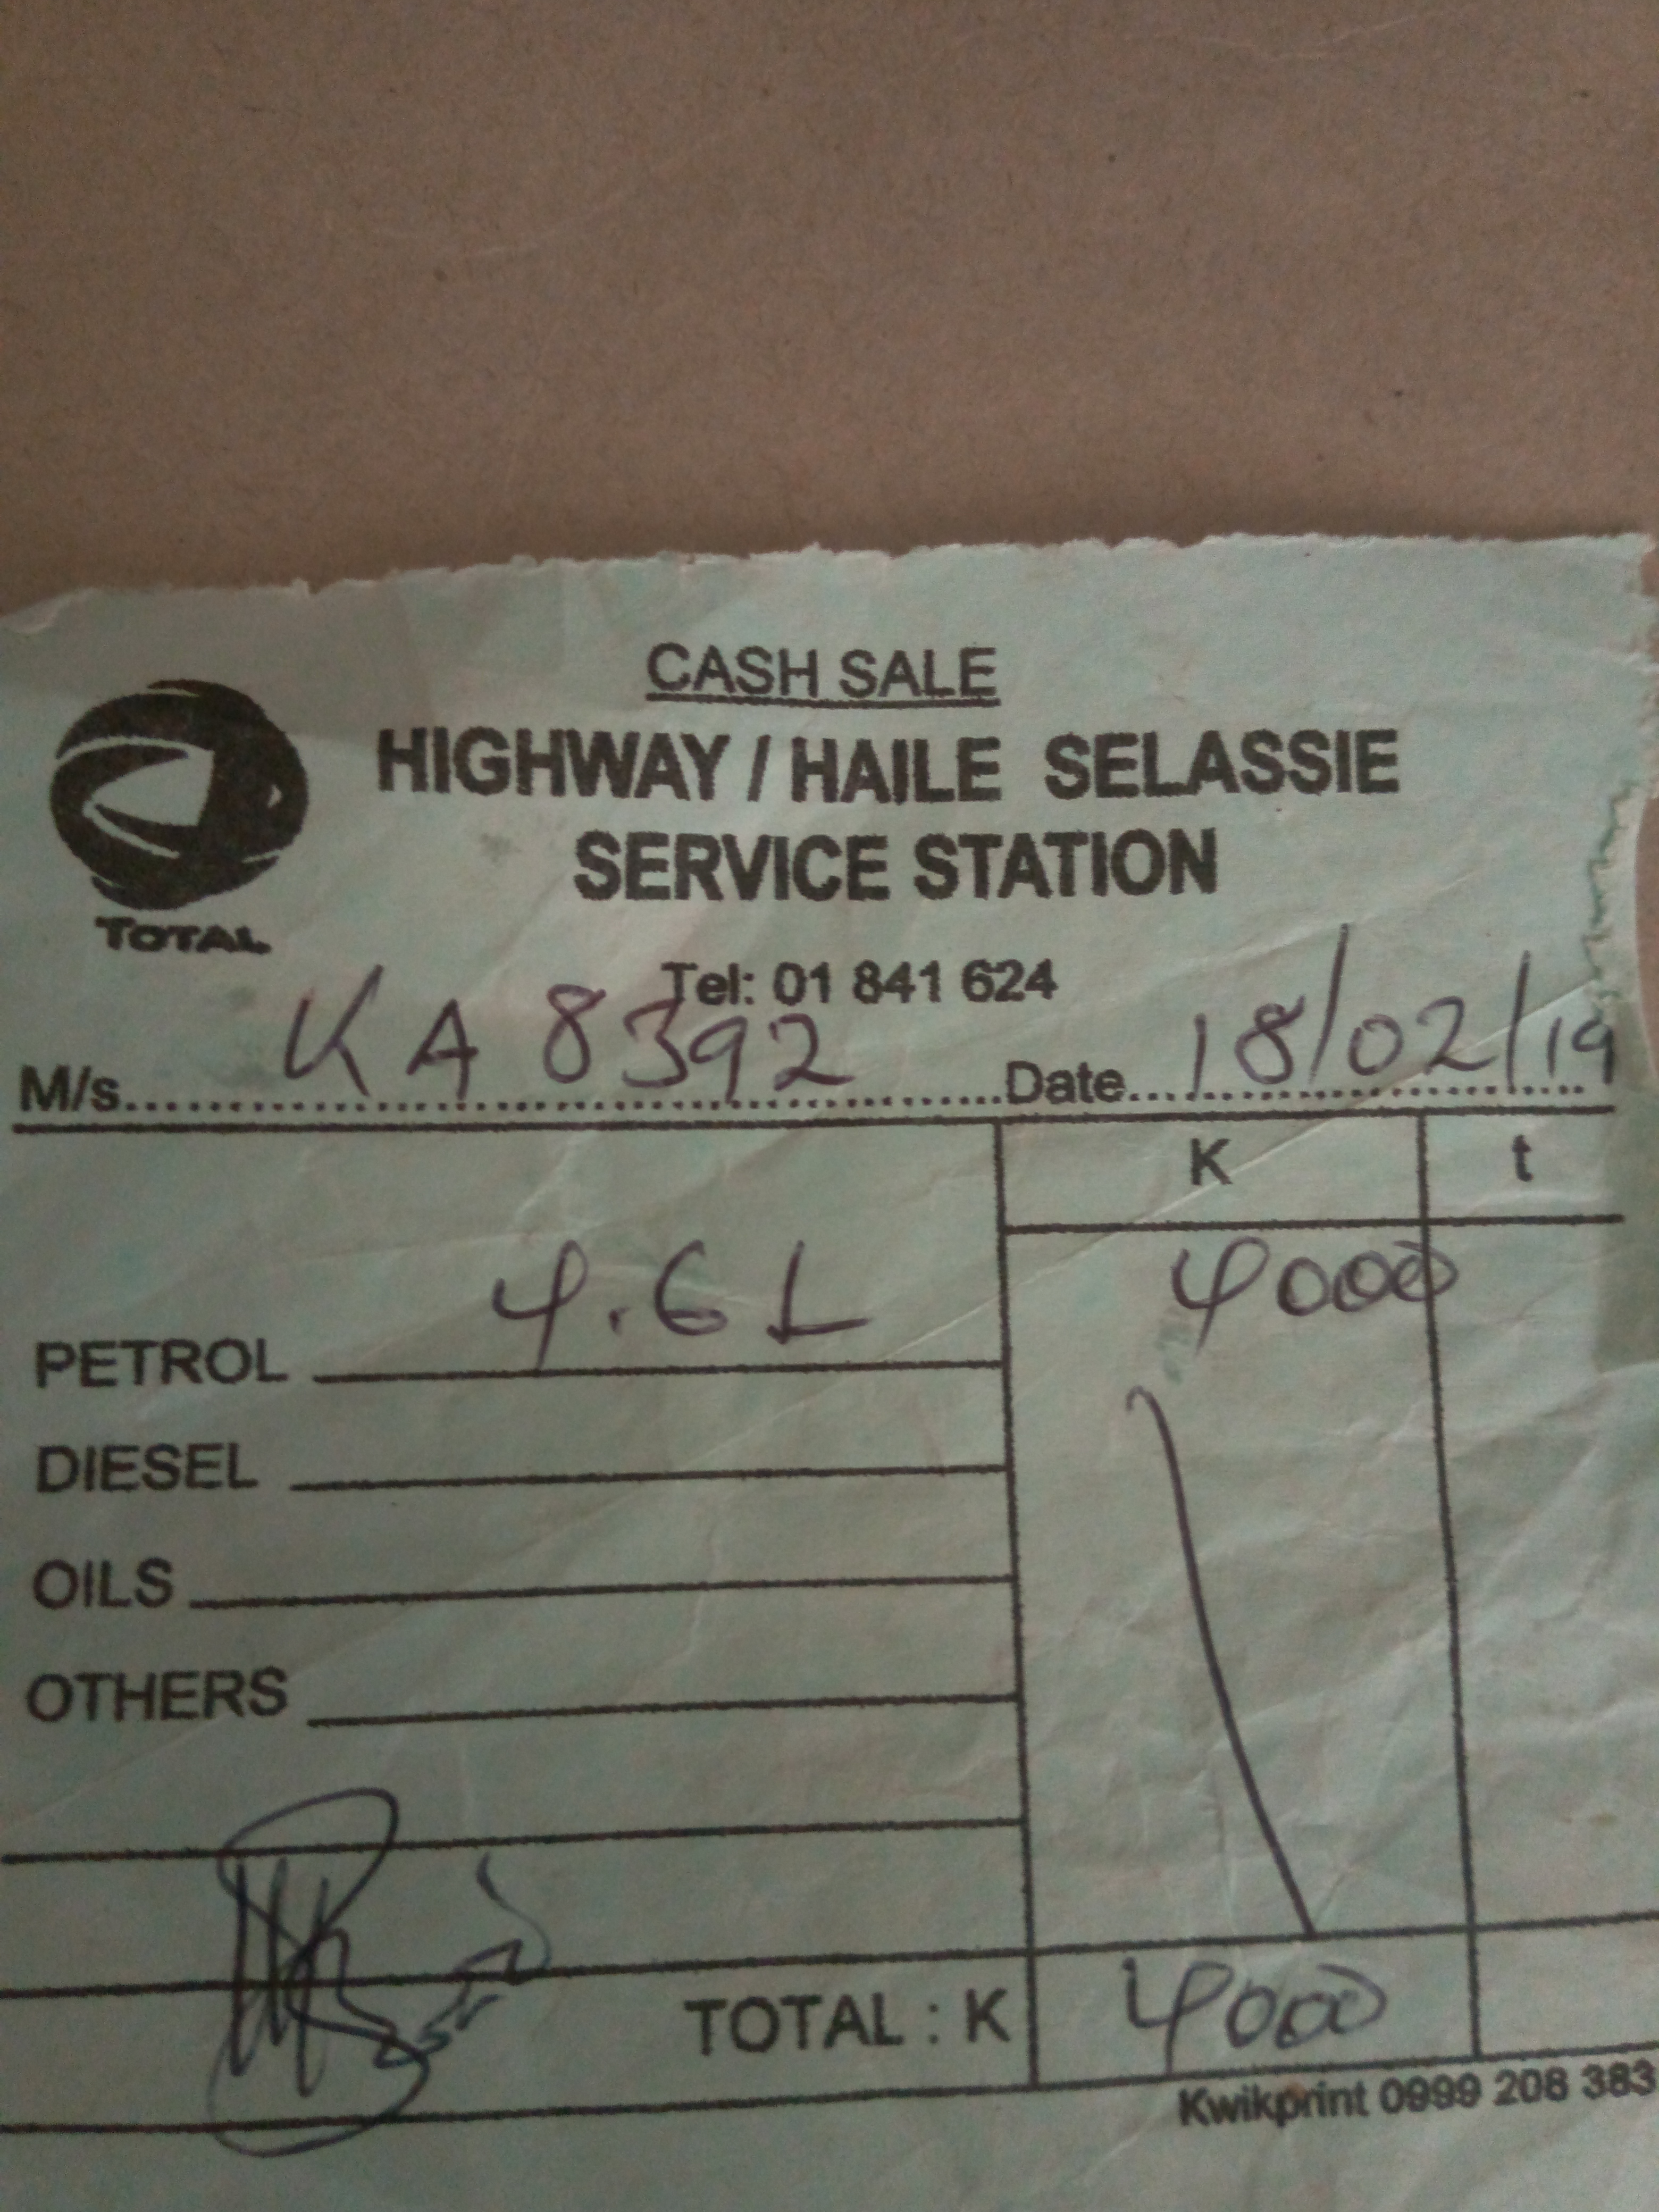 CASH SALE
HIGHWAY / HAILE SELASSIE
SERVICE STATION
TOTAL
Tel: 01 841 624
M/s. KA 8392 Date 18/02/19
K t
PETROL 4.6 L 4000
DIESEL
OILS
OTHERS
TOTAL : K 4000
Kwikprint 0999 208 383